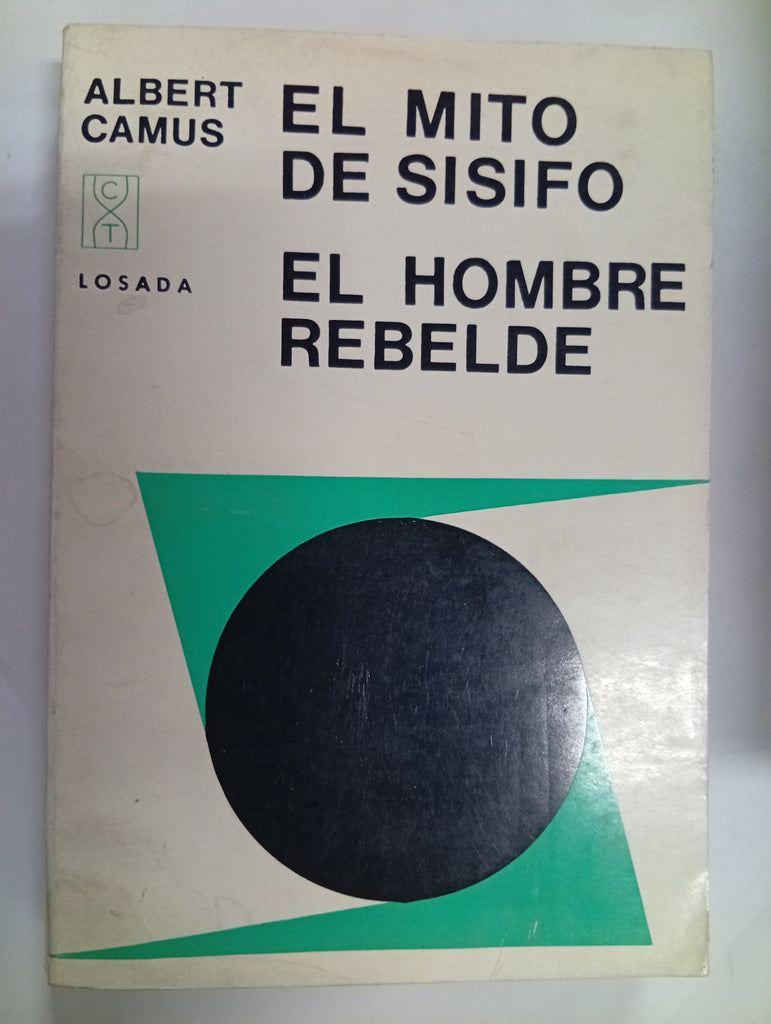 ALBERT
CAMUS
C
T
LOSADA
EL MITO
DE SISIFO
EL HOMBRE
REBELDE